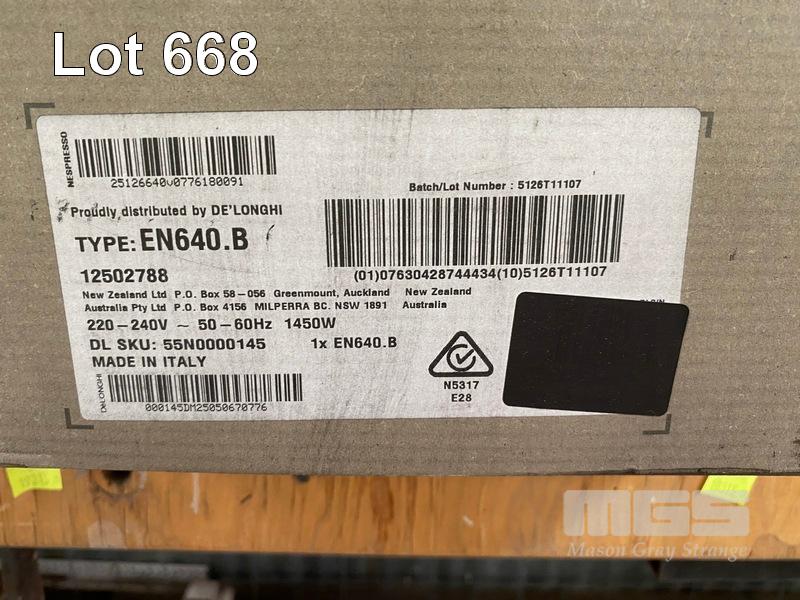 Lot 668
NESPRESSO
25126640v0776180091
Batch/Lot Number : 5126T11107
Proudly distributed by DE'LONGHI
TYPE: EN640.B
(01)07630428744434(10)5126T11107
12502788
New Zealand Ltd P.O. Box 58-056 Greenmount, Auckland New Zealand
Australia Pty Ltd P.O. Box 4156 MILPERRA BC. NSW 1891 Australia
220-240V ~ 50-60Hz 1450W
DL SKU: 55N0000145 1x EN640.B
MADE IN ITALY
N5317
E28
DE'LONGHI
000145DM25050670776
MGS
Mason Gray Strange